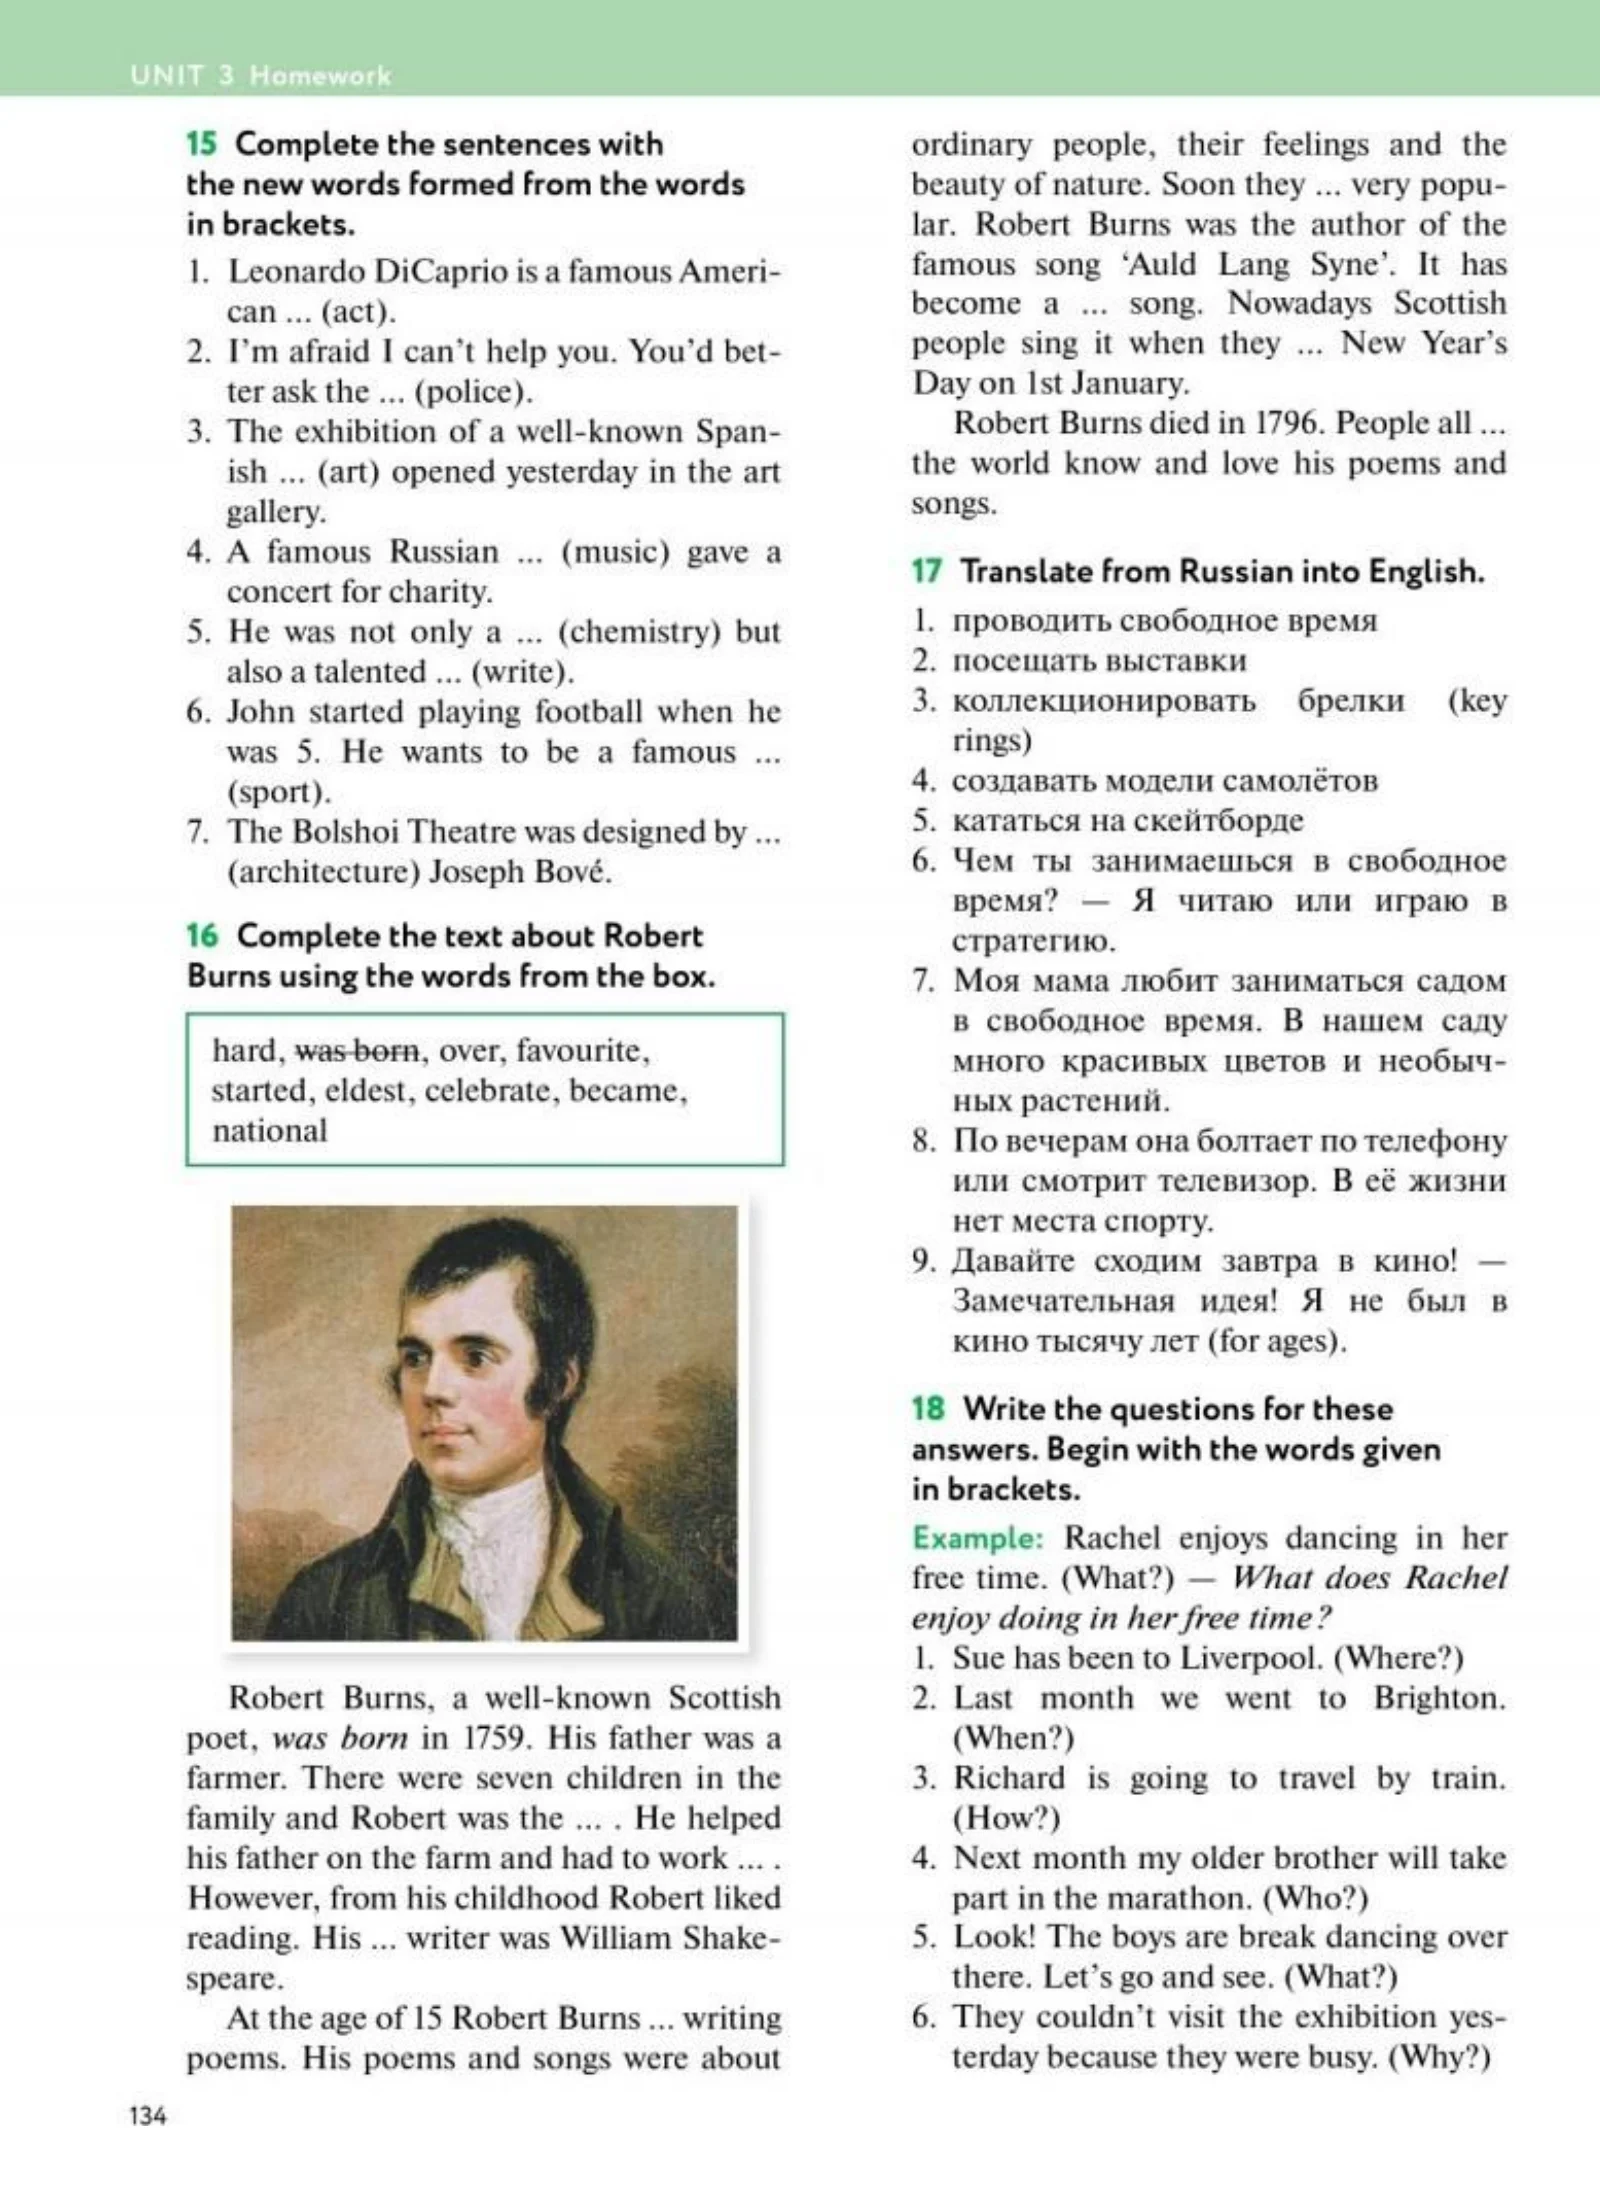 UNIT 3 Homework
15 Complete the sentences with
the new words formed from the words
in brackets.
1. Leonardo DiCaprio is a famous Ameri-
can ... (act).
2. I'm afraid I can't help you. You'd bet-
ter ask the ... (police).
3. The exhibition of a well-known Span-
ish ... (art) opened yesterday in the art
gallery.
4. A famous Russian ... (music) gave a
concert for charity.
5. He was not only a ... (chemistry) but
also a talented ... (write).
6. John started playing football when he
was 5. He wants to be a famous ...
(sport).
7. The Bolshoi Theatre was designed by ...
(architecture) Joseph Bové.
16 Complete the text about Robert
Burns using the words from the box.
hard, was born, over, favourite,
started, eldest, celebrate, became,
national
Robert Burns, a well-known Scottish
poet, was born in 1759. His father was a
farmer. There were seven children in the
family and Robert was the ... . He helped
his father on the farm and had to work ... .
However, from his childhood Robert liked
reading. His ... writer was William Shake-
speare.
At the age of 15 Robert Burns ... writing
poems. His poems and songs were about
134
ordinary people, their feelings and the
beauty of nature. Soon they ... very popu-
lar. Robert Burns was the author of the
famous song ‘Auld Lang Syne’. It has
become a ... song. Nowadays Scottish
people sing it when they ... New Year's
Day on 1st January.
Robert Burns died in 1796. People all ...
the world know and love his poems and
songs.
17 Translate from Russian into English.
1. проводить свободное время
2. посещать выставки
3. коллекционировать брелки (key
rings)
4. создавать модели самолётов
5. кататься на скейтборде
6. Чем ты занимаешься в свободное
время? — Я читаю или играю в
стратегию.
7. Моя мама любит заниматься садом
в свободное время. В нашем саду
много красивых цветов и необыч-
ных растений.
8. По вечерам она болтает по телефону
или смотрит телевизор. В её жизни
нет места спорту.
9. Давайте сходим завтра в кино! —
Замечательная идея! Я не был в
кино тысячу лет (for ages).
18 Write the questions for these
answers. Begin with the words given
in brackets.
Example: Rachel enjoys dancing in her
free time. (What?) — What does Rachel
enjoy doing in her free time?
1. Sue has been to Liverpool. (Where?)
2. Last month we went to Brighton.
(When?)
3. Richard is going to travel by train.
(How?)
4. Next month my older brother will take
part in the marathon. (Who?)
5. Look! The boys are break dancing over
there. Let's go and see. (What?)
6. They couldn't visit the exhibition yes-
terday because they were busy. (Why?)